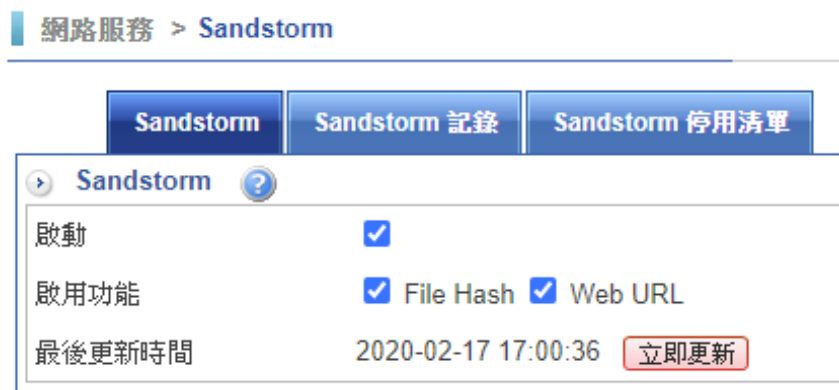 網路服務 > Sandstorm
Sandstorm Sandstorm 記錄 Sandstorm 停用清單
Sandstorm ?
啟動
啟用功能 File Hash Web URL
最後更新時間 2020-02-17 17:00:36 立即更新